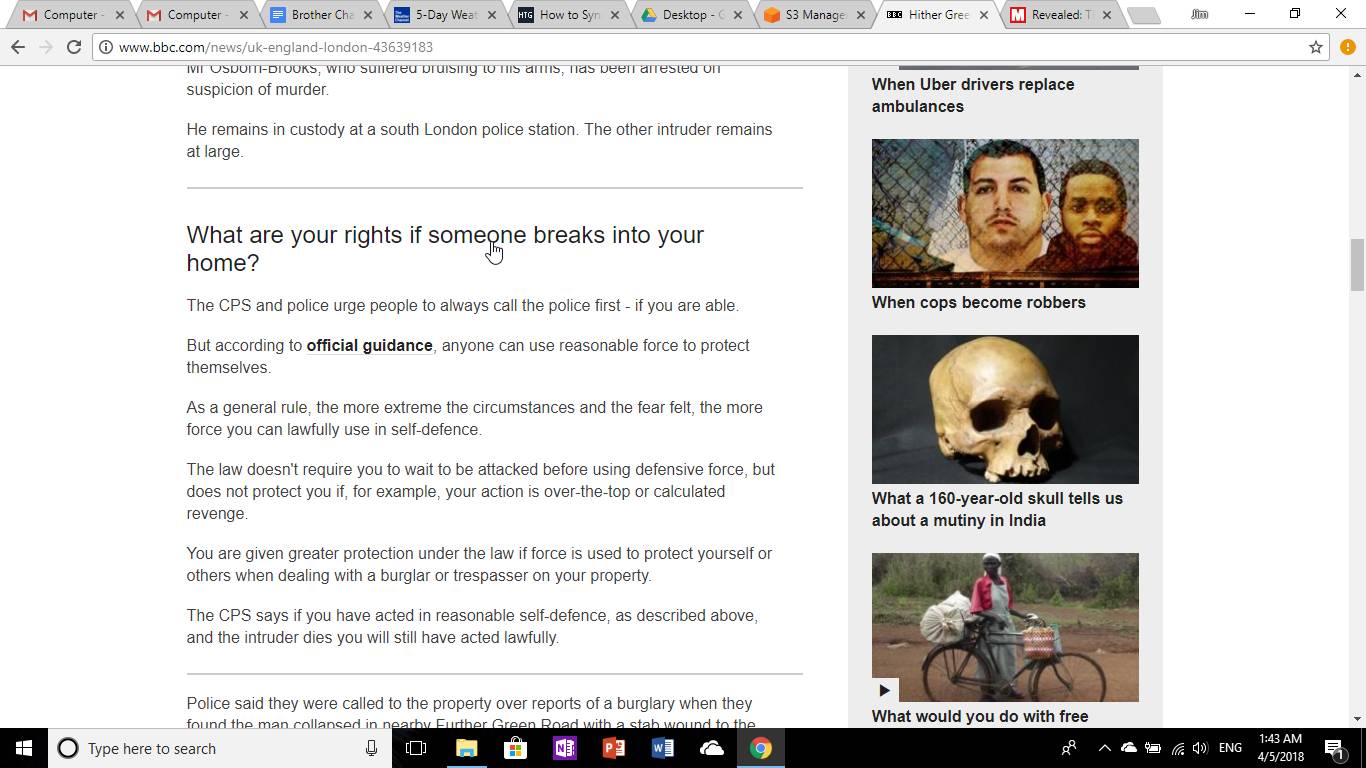 Computer -
Computer -
Brother Cha
5-Day Weat
How to Syn
Desktop - G
S3 Manage
Hither Gree
Revealed: T
Jim
www.bbc.com/news/uk-england-london-43639183
Mr Osborn-Brooks, who suffered bruising to his arms, has been arrested on
suspicion of murder.
He remains in custody at a south London police station. The other intruder remains
at large.
What are your rights if someone breaks into your
home?
The CPS and police urge people to always call the police first - if you are able.
But according to official guidance, anyone can use reasonable force to protect
themselves.
As a general rule, the more extreme the circumstances and the fear felt, the more
force you can lawfully use in self-defence.
The law doesn't require you to wait to be attacked before using defensive force, but
does not protect you if, for example, your action is over-the-top or calculated
revenge.
You are given greater protection under the law if force is used to protect yourself or
others when dealing with a burglar or trespasser on your property.
The CPS says if you have acted in reasonable self-defence, as described above,
and the intruder dies you will still have acted lawfully.
Police said they were called to the property over reports of a burglary when they
found the man collapsed in nearby Further Green Road with a stab wound to the
When Uber drivers replace
ambulances
When cops become robbers
What a 160-year-old skull tells us
about a mutiny in India
What would you do with free
Type here to search
ENG
1:43 AM
4/5/2018